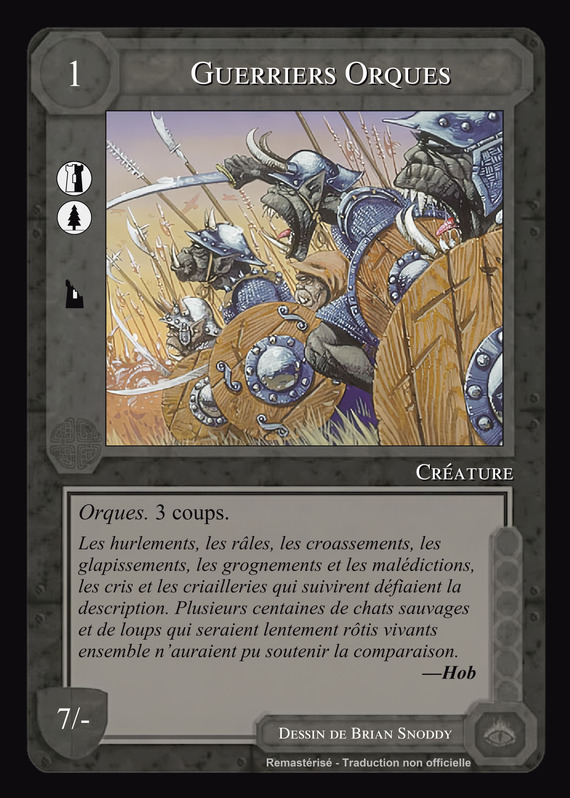 1
Guerriers Orques
Créature
Orques. 3 coups.
Les hurlements, les râles, les croassements, les
glapissements, les grognements et les malédictions,
les cris et les criailleries qui suivirent défiaient la
description. Plusieurs centaines de chats sauvages
et de loups qui seraient lentement rôtis vivants
ensemble n'auraient pu soutenir la comparaison.
—Hob
7/-
Dessin de Brian Snoddy
Remastérisé - Traduction non officielle